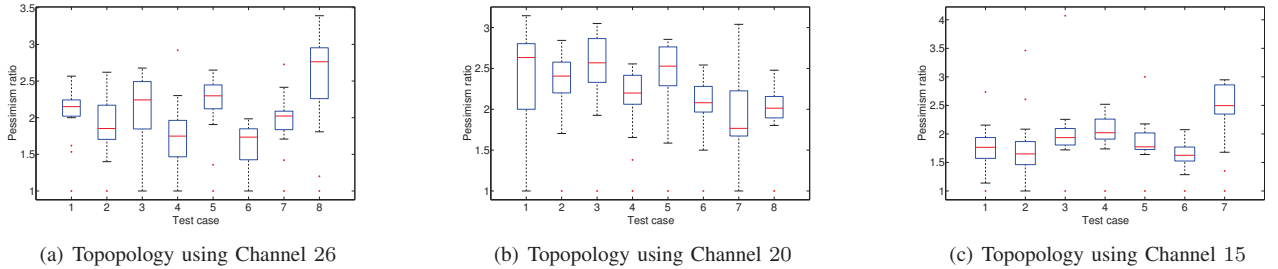 3.5
3
2.5
2
1.5
1
Pessimism ratio
1 2 3 4 5 6 7 8
Test case
(a) Topopology using Channel 26
3
2.5
2
1.5
1
Pessimism ratio
1 2 3 4 5 6 7 8
Test case
(b) Topopology using Channel 20
4
3.5
3
2.5
2
1.5
1
Pessimism ratio
1 2 3 4 5 6 7
Test case
(c) Topopology using Channel 15